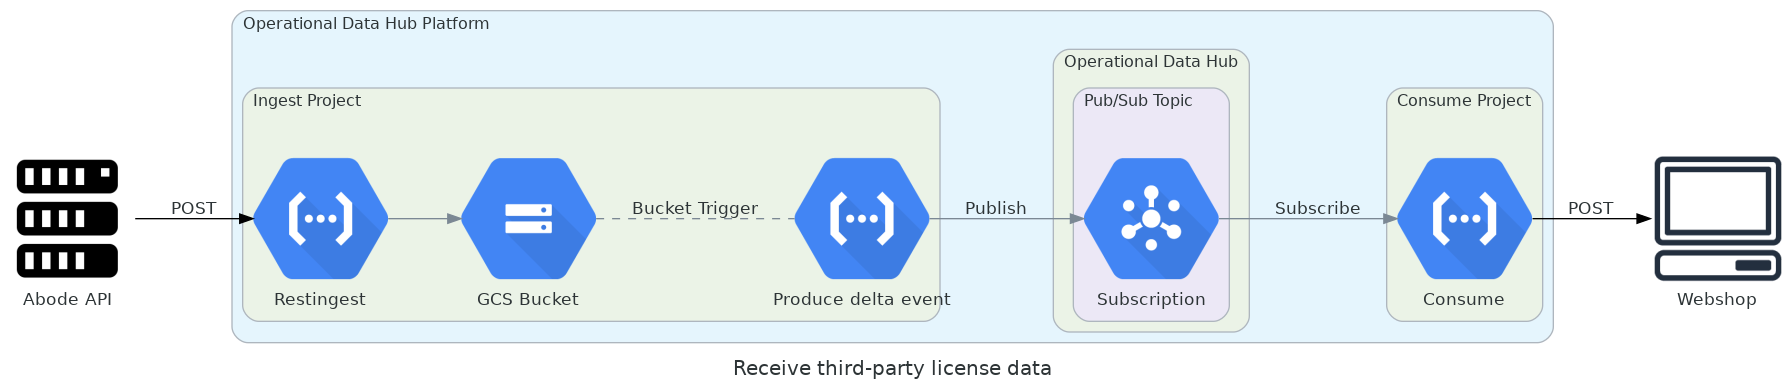 Operational Data Hub Platform
Operational Data Hub
Ingest Project
Pub/Sub Topic
Consume Project
POST
Bucket Trigger
Publish
Subscribe
POST
Abode API
Restingest
GCS Bucket
Produce delta event
Subscription
Consume
Webshop
Receive third-party license data